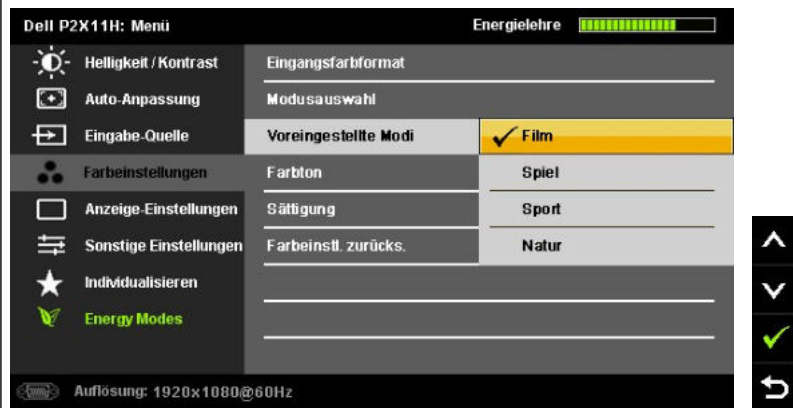 Dell P2X11H: Menü
Energielehre
Helligkeit / Kontrast
Eingangsfarbformat
Auto-Anpassung
Modusauswahl
Eingabe-Quelle
Voreingestellte Modi
Film
Farbeinstellungen
Farbton
Spiel
Anzeige-Einstellungen
Sättigung
Sport
Sonstige Einstellungen
Farbeinstl. zurücks.
Natur
Individualisieren
Energy Modes
Auflösung: 1920x1080@60Hz